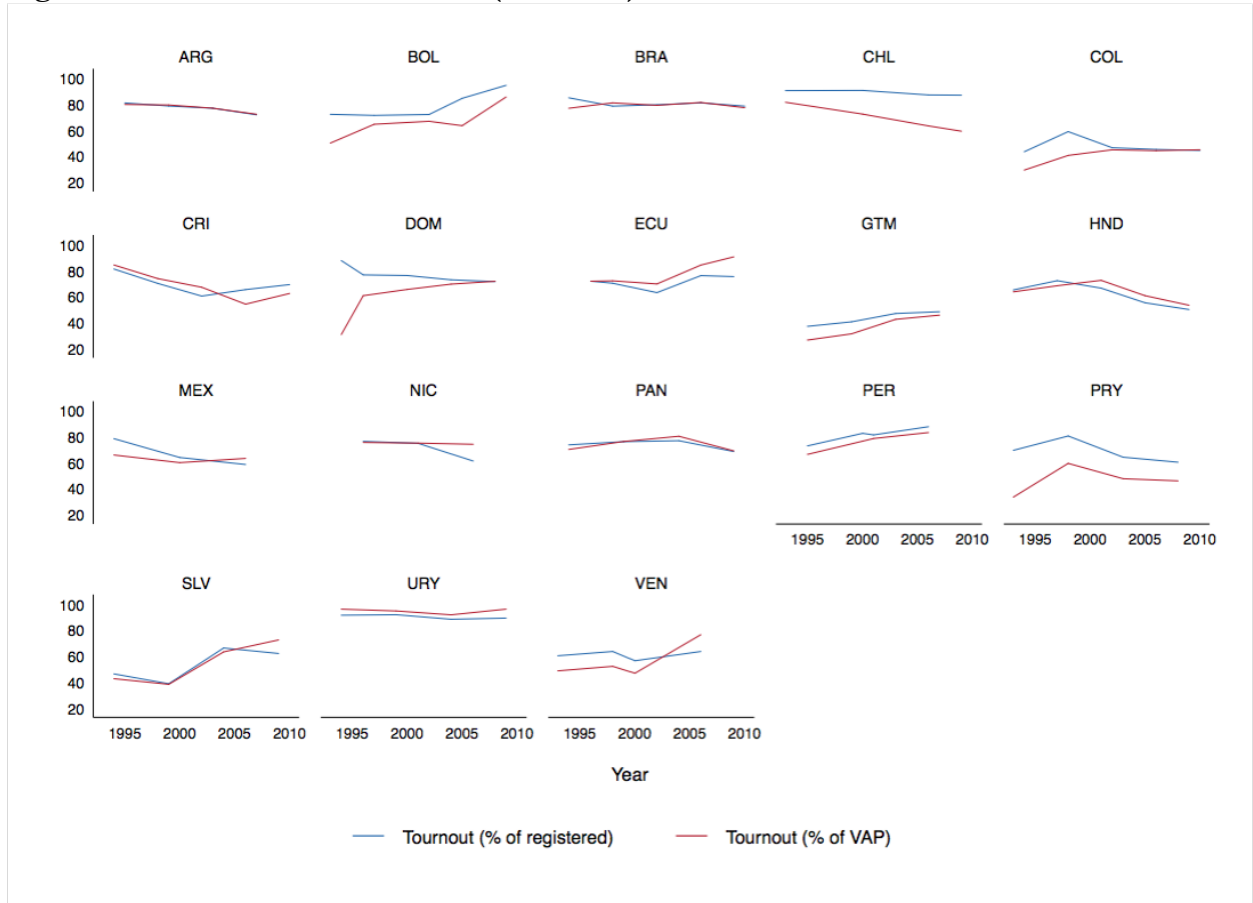 ARG BOL BRA CHL COL
100
80
60
40
20
CRI DOM ECU GTM HND
100
80
60
40
20
MEX NIC PAN PER PRY
100
80
60
40
20
1995 2000 2005 2010 1995 2000 2005 2010
SLV URY VEN
100
80
60
40
20
1995 2000 2005 2010 1995 2000 2005 2010 1995 2000 2005 2010
Year
Tournout (% of registered) Tournout (% of VAP)